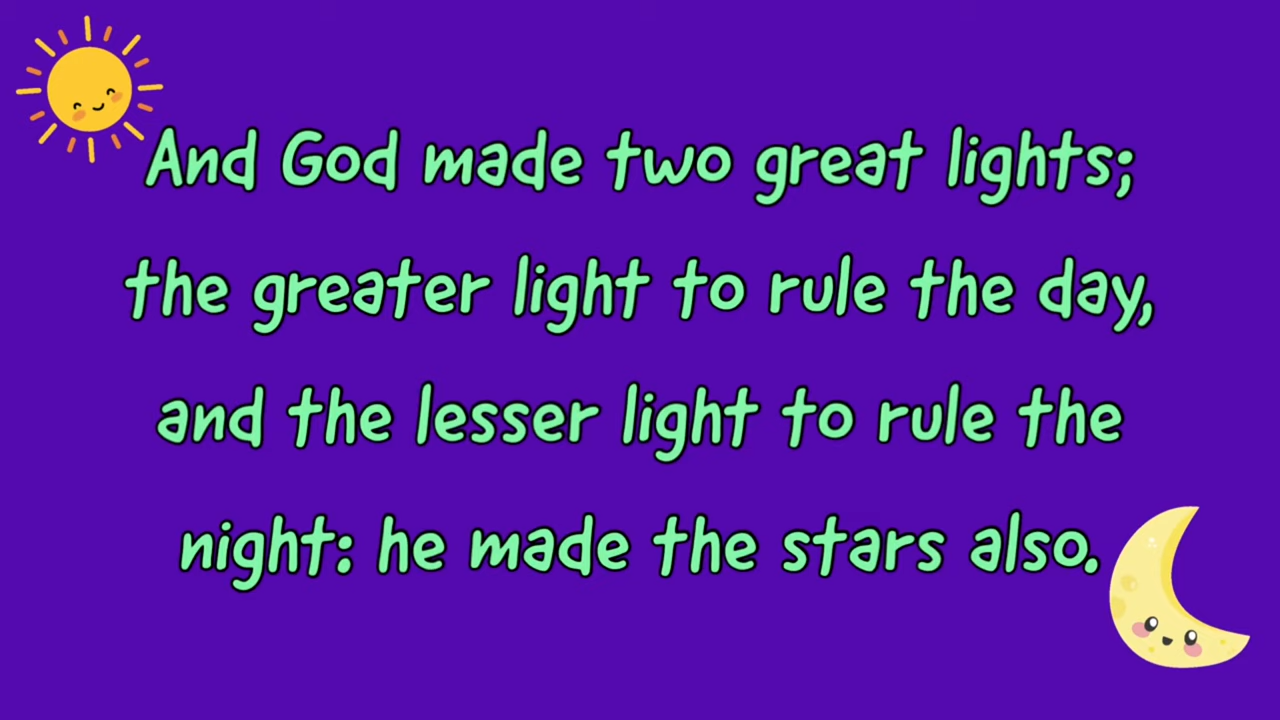 And God made two great lights;
the greater light to rule the day,
and the lesser light to rule the
night: he made the stars also.